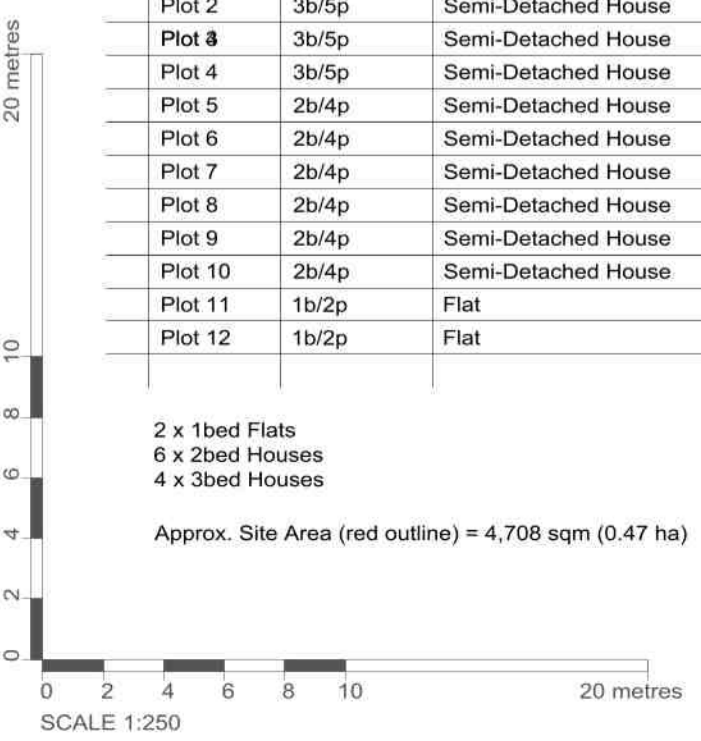 Plot 2 3b/5p Semi-Detached House
Plot 3 3b/5p Semi-Detached House
Plot 4 3b/5p Semi-Detached House
Plot 5 2b/4p Semi-Detached House
Plot 6 2b/4p Semi-Detached House
Plot 7 2b/4p Semi-Detached House
Plot 8 2b/4p Semi-Detached House
Plot 9 2b/4p Semi-Detached House
Plot 10 2b/4p Semi-Detached House
Plot 11 1b/2p Flat
Plot 12 1b/2p Flat
2 x 1bed Flats
6 x 2bed Houses
4 x 3bed Houses
Approx. Site Area (red outline) = 4,708 sqm (0.47 ha)
20 metres
10
8
6
4
2
0
0 2 4 6 8 10 20 metres
SCALE 1:250